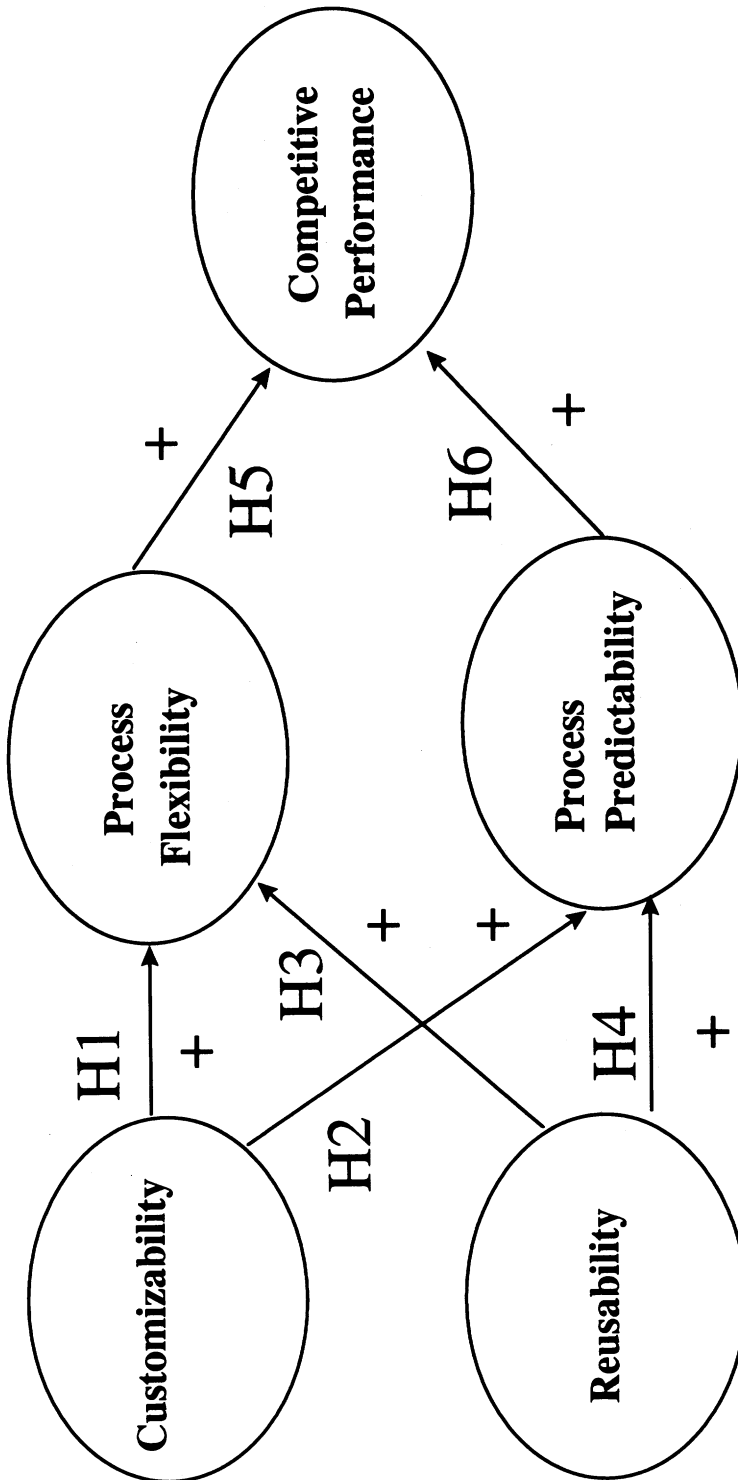 Customizability
H1
+
Process
Flexibility
+
H5
Competitive
Performance
H2
H3
+
+
Reusability
H4
+
Process
Predictability
H6
+